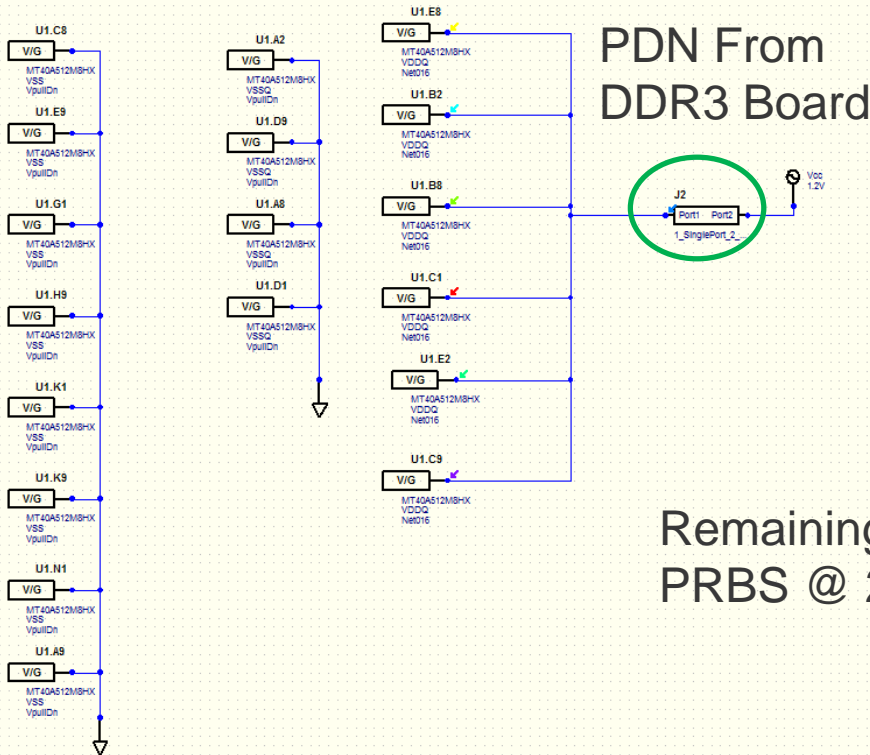 U1.C8
V/G
MT40A512M8HX
VSS
VpullDn
U1.E9
V/G
MT40A512M8HX
VSS
VpullDn
U1.G1
V/G
MT40A512M8HX
VSS
VpullDn
U1.H9
V/G
MT40A512M8HX
VSS
VpullDn
U1.K1
V/G
MT40A512M8HX
VSS
VpullDn
U1.K9
V/G
MT40A512M8HX
VSS
VpullDn
U1.N1
V/G
MT40A512M8HX
VSS
VpullDn
U1.A9
V/G
MT40A512M8HX
VSS
VpullDn
U1.A2
V/G
MT40A512M8HX
VSSQ
VpullDn
U1.D9
V/G
MT40A512M8HX
VSSQ
VpullDn
U1.A8
V/G
MT40A512M8HX
VSSQ
VpullDn
U1.D1
V/G
MT40A512M8HX
VSSQ
VpullDn
U1.E8
V/G
MT40A512M8HX
VDDQ
Net016
U1.B2
V/G
MT40A512M8HX
VDDQ
Net016
U1.B8
V/G
MT40A512M8HX
VDDQ
Net016
U1.C1
V/G
MT40A512M8HX
VDDQ
Net016
U1.E2
V/G
MT40A512M8HX
VDDQ
Net016
U1.C9
V/G
MT40A512M8HX
VDDQ
Net016
PDN From
DDR3 Board
J2
Port1 Port2
1_SinglePort_2_...
Vcc
1.2V
Remaining
PRBS @ 2